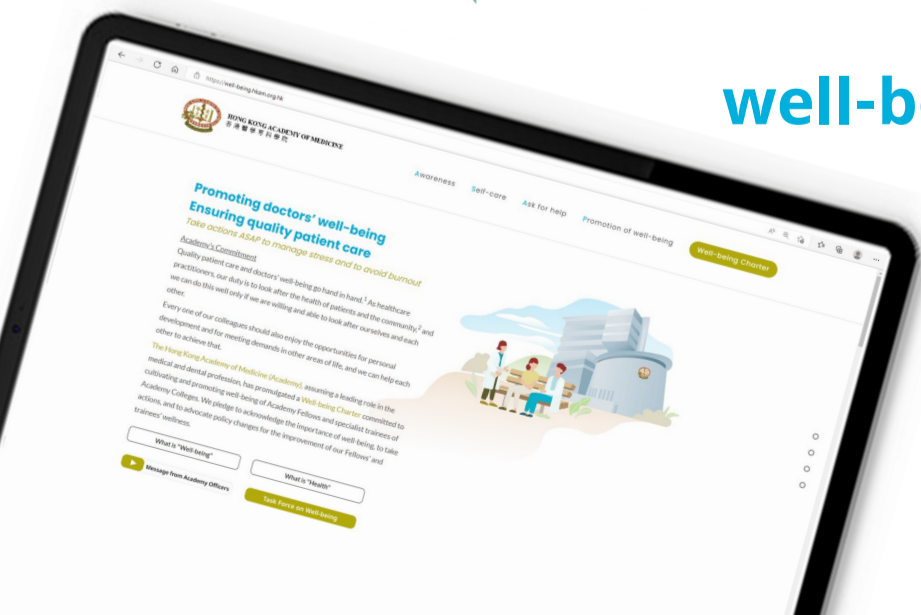 well-b
https://well-being.hkam.org.hk
HONG KONG ACADEMY OF MEDICINE
香港醫學專科學院
Awareness
Self-care
Ask for help
Promotion of well-being
Well-being Charter
Promoting doctors' well-being
Ensuring quality patient care
Take actions ASAP to manage stress and to avoid burnout
Academy's Commitment
Quality patient care and doctors' well-being go hand in hand.1 As healthcare
practitioners, our duty is to look after the health of patients and the community,2 and
we can do this well only if we are willing and able to look after ourselves and each
other.
Every one of our colleagues should also enjoy the opportunities for personal
development and for meeting demands in other areas of life, and we can help each
other to achieve that.
The Hong Kong Academy of Medicine (Academy), assuming a leading role in the
medical and dental profession, has promulgated a Well-being Charter committed to
cultivating and promoting well-being of Academy Fellows and specialist trainees of
Academy Colleges. We pledge to acknowledge the importance of well-being, to take
actions, and to advocate policy changes for the improvement of our Fellows' and
trainees' wellness.
What is "Well-being"
What is "Health"
Message from Academy Officers
Task Force on Well-being